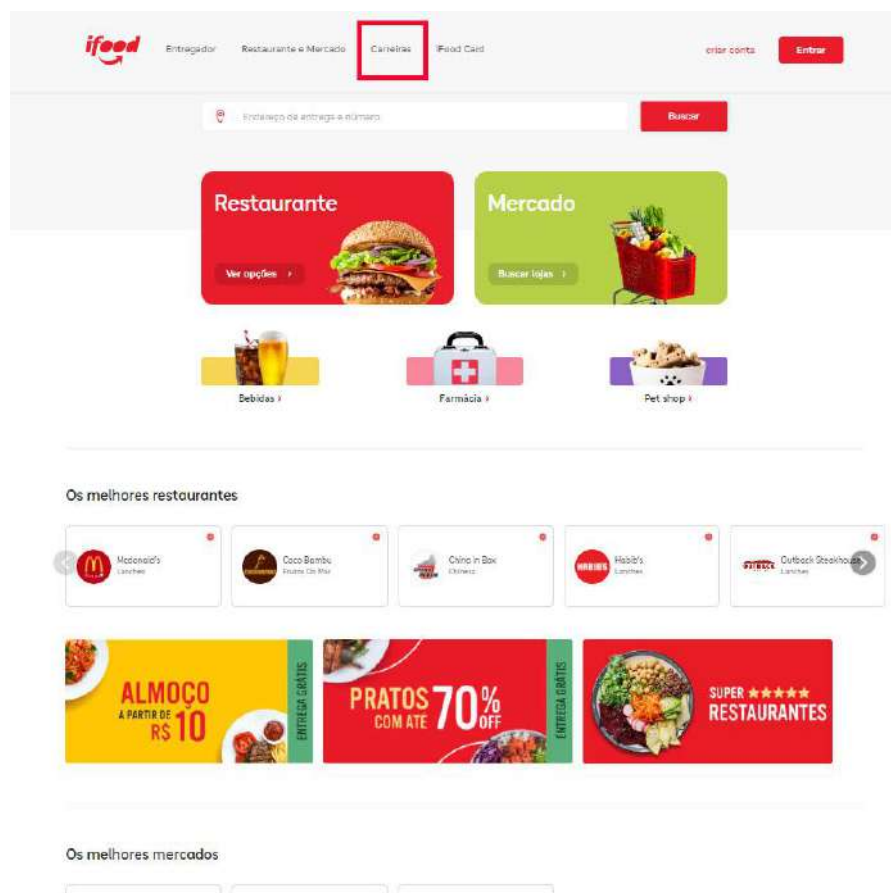 ifood
Entregador
Restaurante e Mercado
Carreiras
iFood Card
criar conta
Entrar
Endereço de entrega e número
Buscar
Restaurante
Ver opções
Mercado
Buscar lojas
Bebidas
Farmácia
Pet shop
Os melhores restaurantes
Mcdonald's
Lanches
Coco Bambu
Frutos Do Mar
China in Box
Chinesa
HABIB'S
Habib's
Lanches
Outback Steakhouse
Lanches
ALMOÇO
A PARTIR DE
R$ 10
ENTREGA GRÁTIS
PRATOS
COM ATÉ 70% OFF
ENTREGA GRÁTIS
SUPER ★★★★★
RESTAURANTES
Os melhores mercados